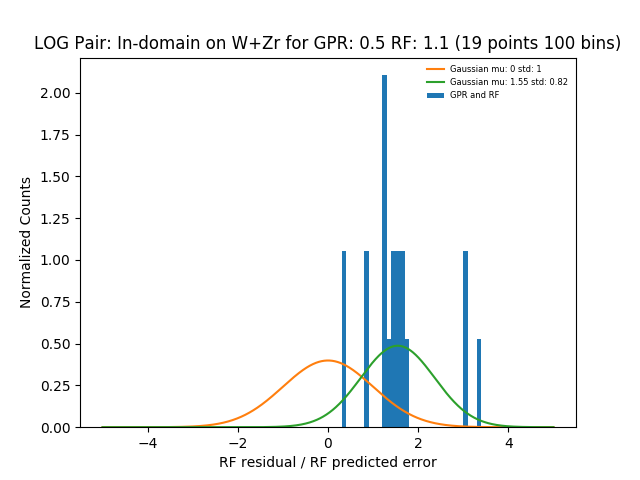 LOG Pair: In-domain on W+Zr for GPR: 0.5 RF: 1.1 (19 points 100 bins)
Gaussian mu: 0 std: 1
Gaussian mu: 1.55 std: 0.82
GPR and RF
Normalized Counts
2.00
1.75
1.50
1.25
1.00
0.75
0.50
0.25
0.00
−4
−2
0
2
4
RF residual / RF predicted error